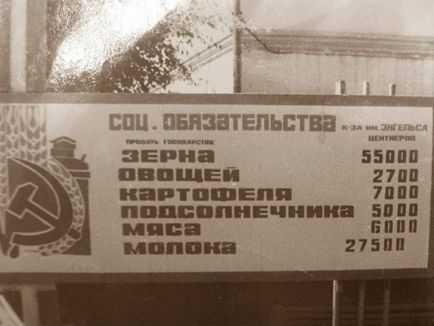 СОЦ. ОБЯЗАТЕЛЬСТВА К-ЗА ИМ. ЭНГЕЛЬСА
ПРОДАТЬ ГОСУДАРСТВУ: ЦЕНТНЕРОВ
ЗЕРНА 55000
ОВОЩЕЙ 2700
КАРТОФЕЛЯ 7000
ПОДСОЛНЕЧНИКА 5000
МЯСА 6000
МОЛОКА 27500